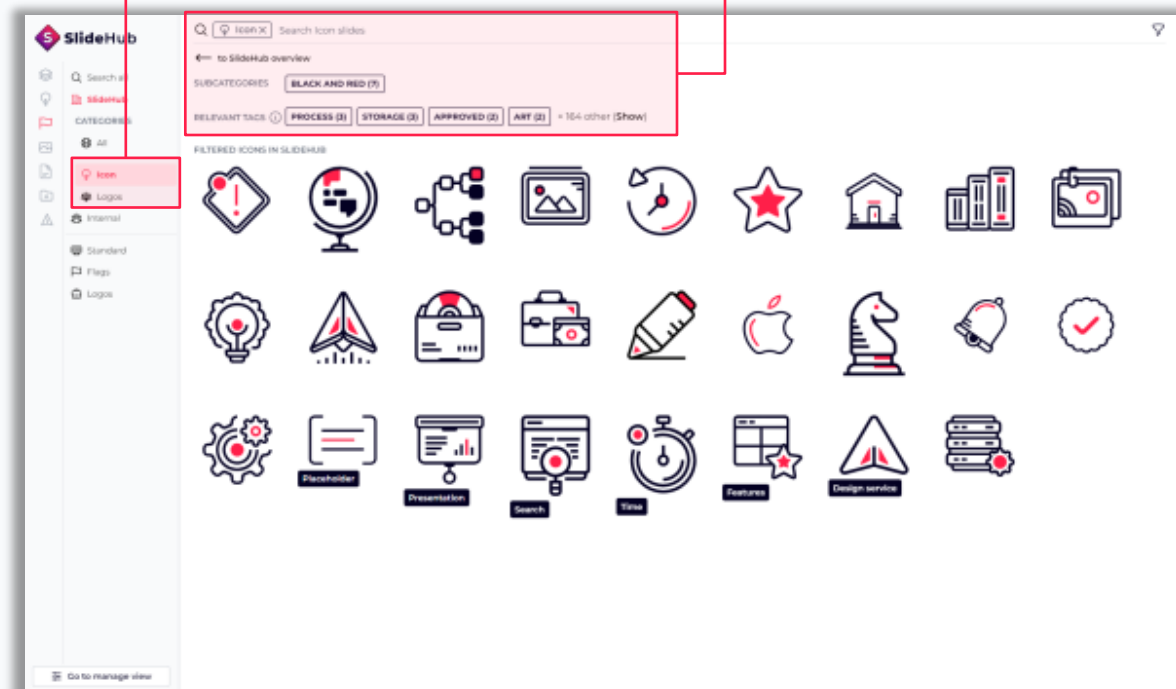 SlideHub
Search all
SlideHub
CATEGORIES
All
Icon
Logos
Internal
Standard
Flags
Logos
Go to manage view
Icon X Search Icon slides
to SlideHub overview
SUBCATEGORIES BLACK AND RED (7)
RELEVANT TAGS PROCESS (3) STORAGE (3) APPROVED (2) ART (2) + 164 other (Show)
FILTERED ICONS IN SLIDEHUB
Placeholder
Presentation
Search
Time
Features
Design service